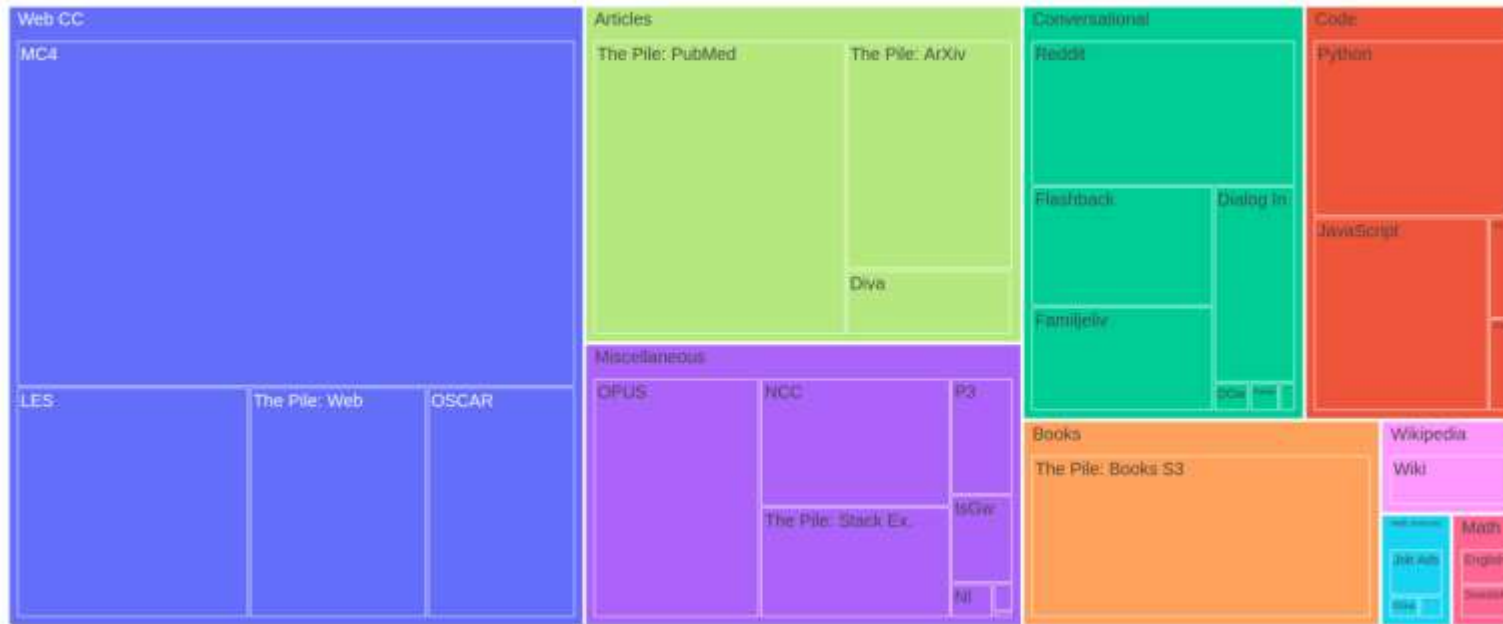 Web CC
MC4
LES
The Pile: Web
OSCAR
Articles
The Pile: PubMed
The Pile: ArXiv
Diva
Miscellaneous
OPUS
NCC
The Pile: Stack Ex.
P3
IsGw
NI
Conversational
Reddit
Flashback
Familjeliv
Dialog In
Books
The Pile: Books S3
Code
Python
JavaScript
Wikipedia
Wiki
Job Ads
Math
English